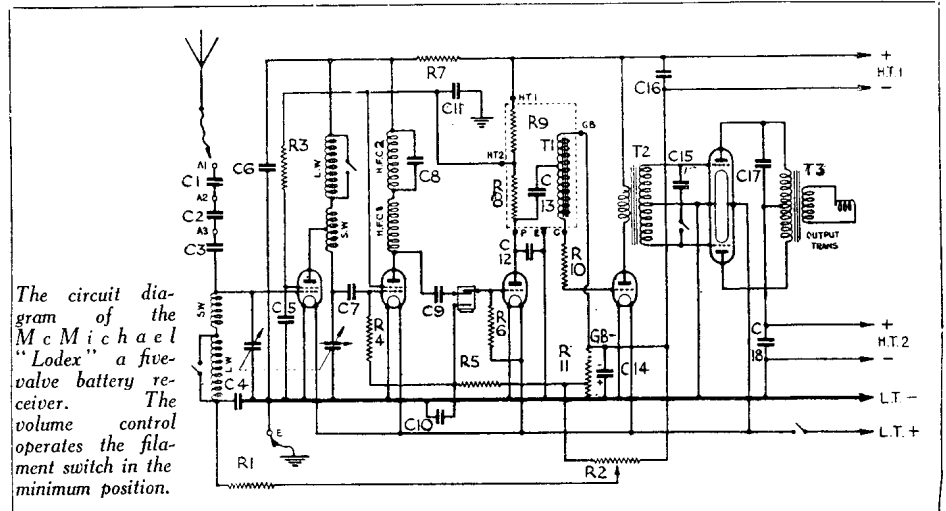 The circuit dia-
gram of the
McMichael
"Lodex" a five-
valve battery re-
ceiver. The
volume control
operates the fila-
ment switch in the
minimum position.
A1
C1
A2
C2
A3
C3
S.W
L.W
C4
R1
C6
E
R3
C5
L.W
S.W
C7
R4
H.F.C2
C8
H.F.C1
R7
C11
C9
C10
R5
R6
HT1
R9
HT2
R8
C13
T1
GB
P E G
C12
R10
R11
GB-
C14
R2
T2
C15
C16
C17
T3
OUTPUT
TRANS
C18
+
H.T.1
-
+
H.T.2
-
L.T.-
L.T.+